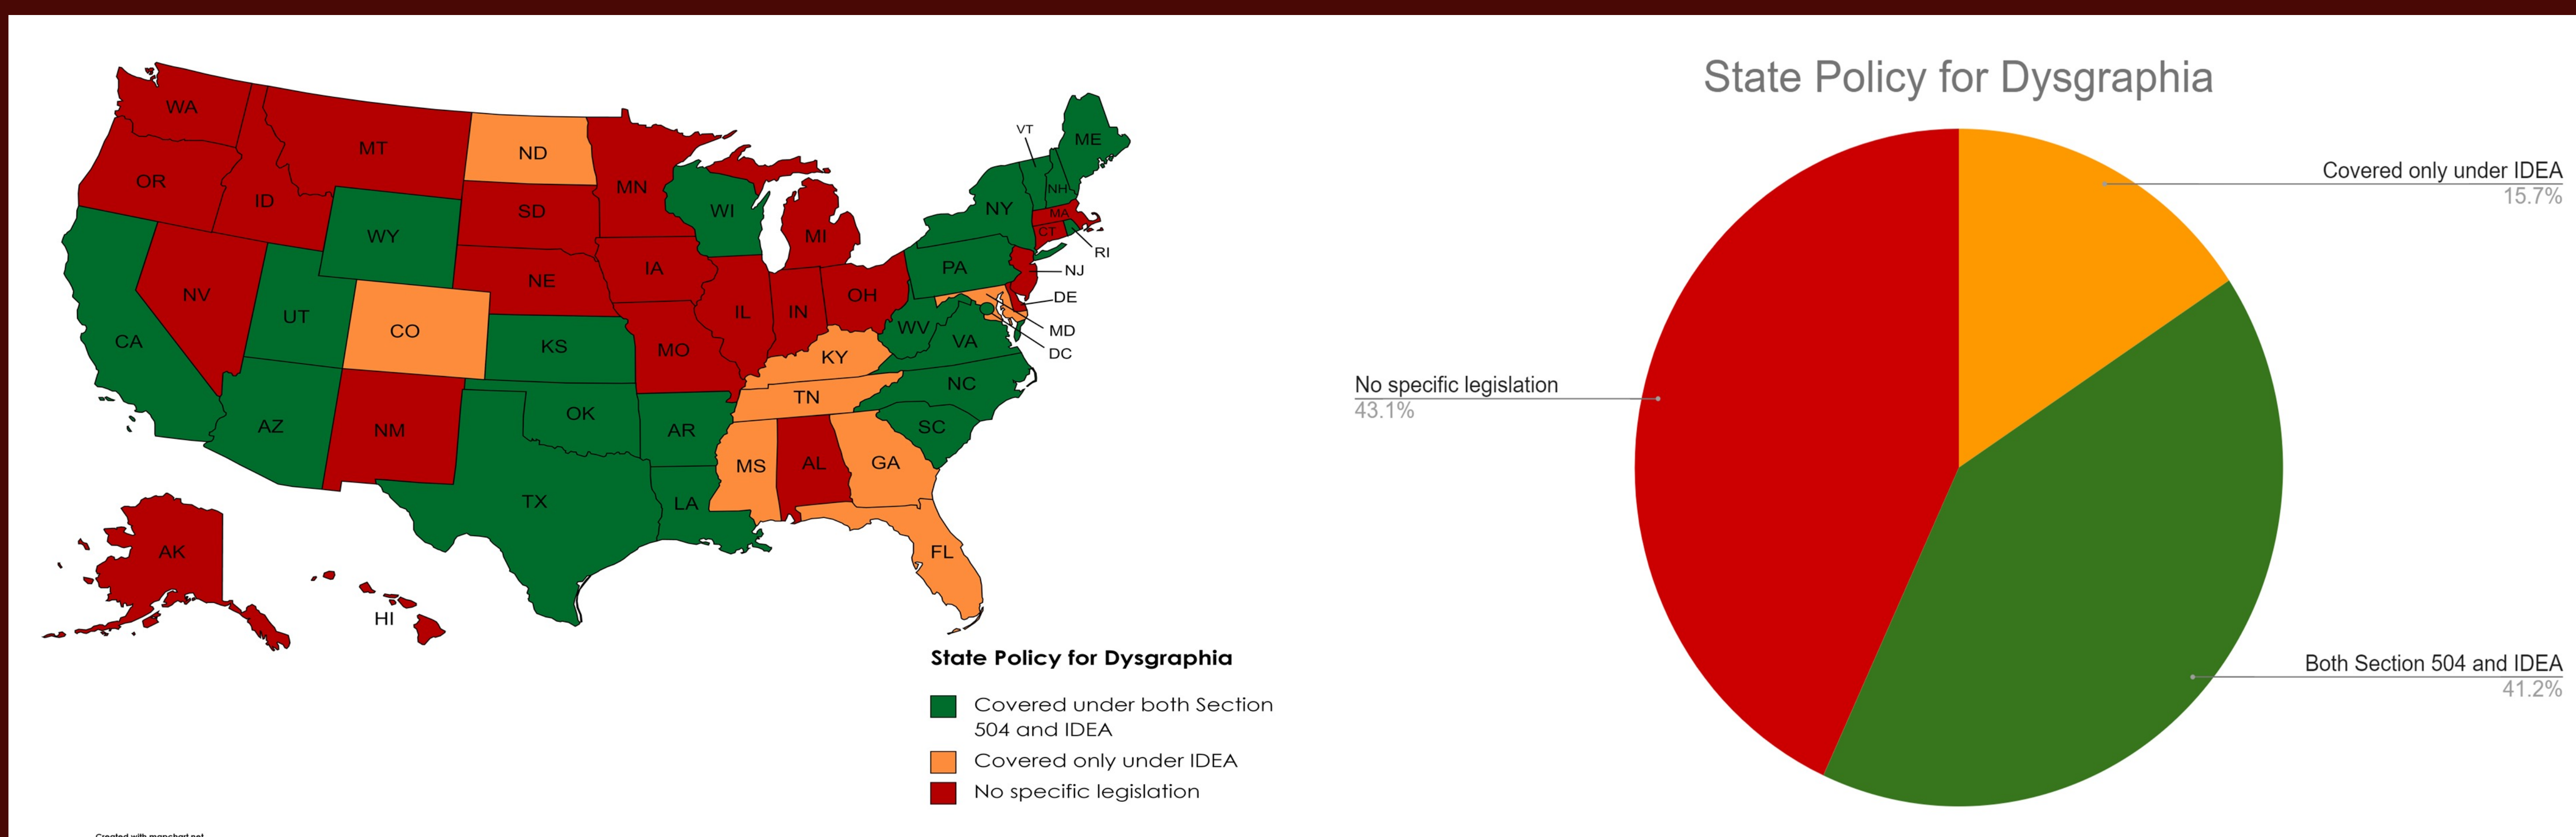 WA
MT
ND
MN
OR
ID
SD
WI
MI
VT
ME
NH
NY
MA
CT
RI
WY
NE
IA
PA
NJ
NV
UT
CO
IL
IN
OH
DE
MD
DC
CA
KS
MO
KY
WV
VA
AZ
NM
OK
AR
TN
NC
SC
TX
LA
MS
AL
GA
FL
AK
HI
State Policy for Dysgraphia
Covered under both Section
504 and IDEA
Covered only under IDEA
No specific legislation
State Policy for Dysgraphia
Covered only under IDEA
15.7%
No specific legislation
43.1%
Both Section 504 and IDEA
41.2%
Created with mapchart.net